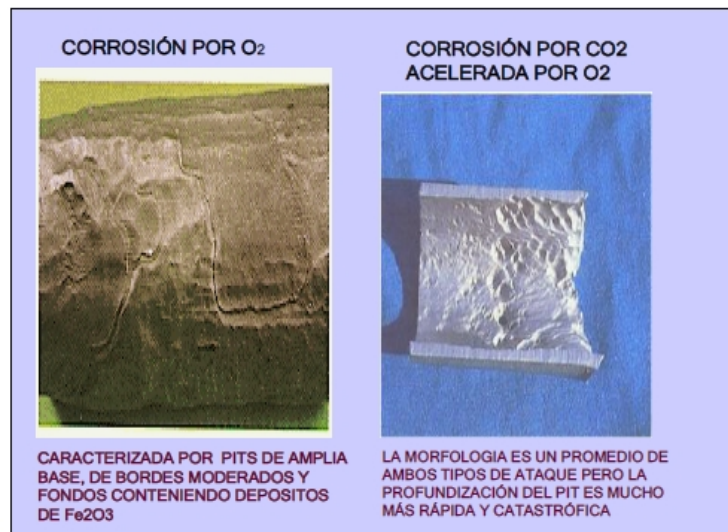 CORROSIÓN POR O₂
CARACTERIZADA POR PITS DE AMPLIA
BASE, DE BORDES MODERADOS Y
FONDOS CONTENIENDO DEPOSITOS
DE Fe2O3
CORROSIÓN POR CO2
ACELERADA POR O2
LA MORFOLOGIA ES UN PROMEDIO DE
AMBOS TIPOS DE ATAQUE PERO LA
PROFUNDIZACIÓN DEL PIT ES MUCHO
MÁS RÁPIDA Y CATASTRÓFICA